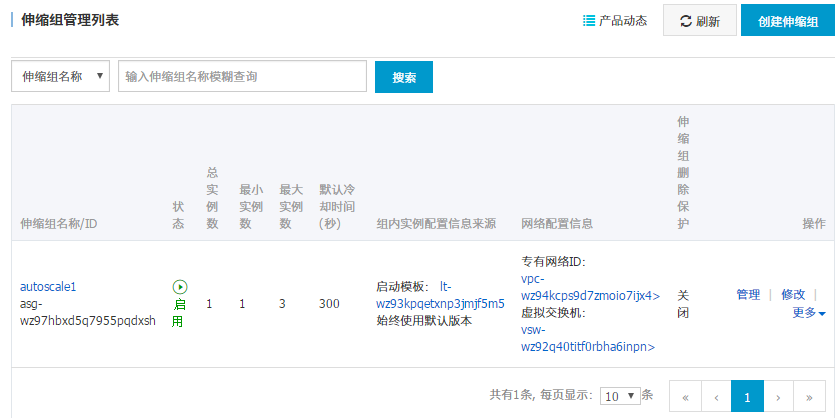 伸缩组管理列表
产品动态
刷新
创建伸缩组
伸缩组名称
输入伸缩组名称模糊查询
搜索
伸缩组名称/ID
状态
总实例数
最小实例数
最大实例数
默认冷却时间(秒)
组内实例配置信息来源
网络配置信息
伸缩组删除保护
操作
autoscale1
asg-
wz97hbxd5q7955pqdxsh
启用
1
1
3
300
启动模板： lt-
wz93kpqetxnp3jmjf5m5
始终使用默认版本
专有网络ID：
vpc-
wz94kcps9d7zmoio7ijx4>
虚拟交换机：
vsw-
wz92q40titf0rbha6inpn>
关闭
管理 | 修改 |
更多
共有1条, 每页显示: 10 条
« ‹ 1 › »